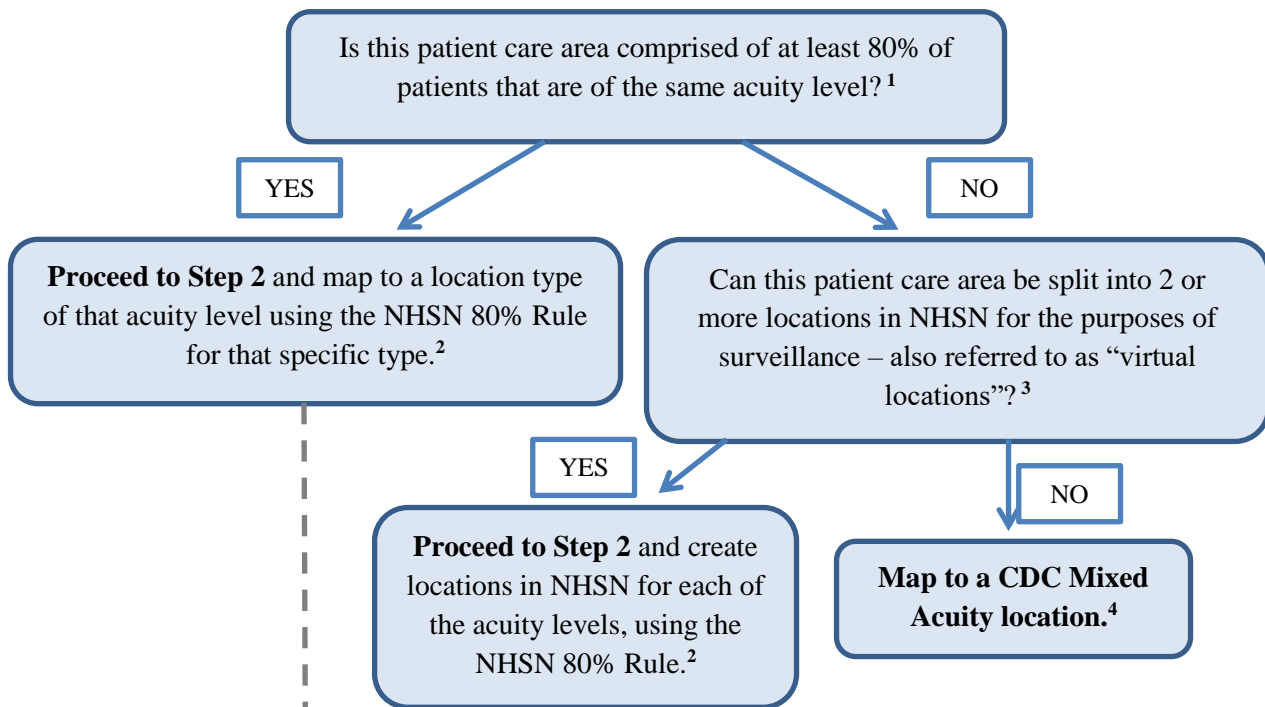 Is this patient care area comprised of at least 80% of
patients that are of the same acuity level? 1
YES
NO
Proceed to Step 2 and map to a location type
of that acuity level using the NHSN 80% Rule
for that specific type.2
Can this patient care area be split into 2 or
more locations in NHSN for the purposes of
surveillance – also referred to as “virtual
locations”? 3
YES
NO
Proceed to Step 2 and create
locations in NHSN for each of
the acuity levels, using the
NHSN 80% Rule.2
Map to a CDC Mixed
Acuity location.4